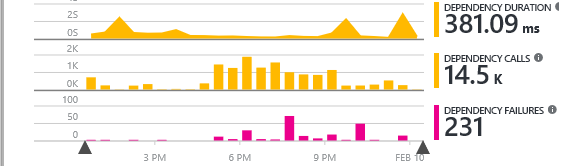 DEPENDENCY DURATION
2S
0S
381.09 ms
2K
1K
0K
DEPENDENCY CALLS
14.5 K
100
50
0
DEPENDENCY FAILURES
231
3 PM
6 PM
9 PM
FEB 10